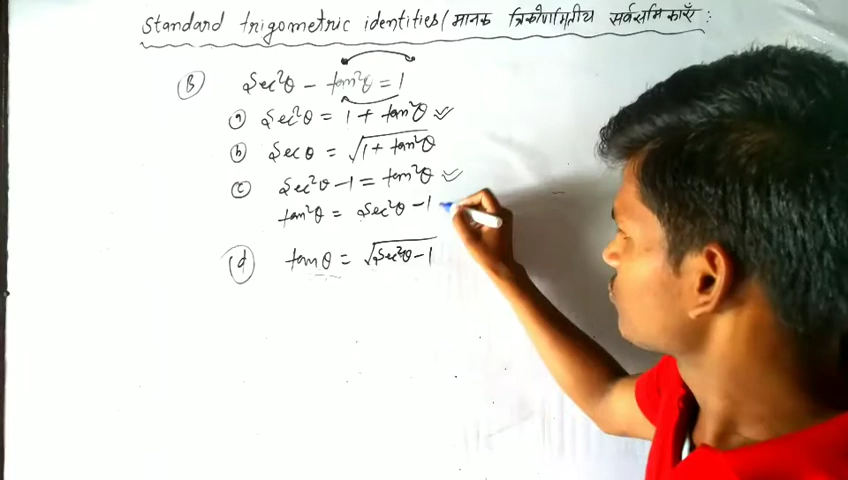 Standard trigometric identities/मानक त्रिकोणमितीय सर्वसमिकाएँ :
(B) Sec²θ - tan²θ = 1
(a) Sec²θ = 1 + tan²θ
(b) Secθ = √1 + tan²θ
(c) Sec²θ - 1 = tan²θ
tan²θ = Sec²θ - 1
(d) tanθ = √Sec²θ - 1